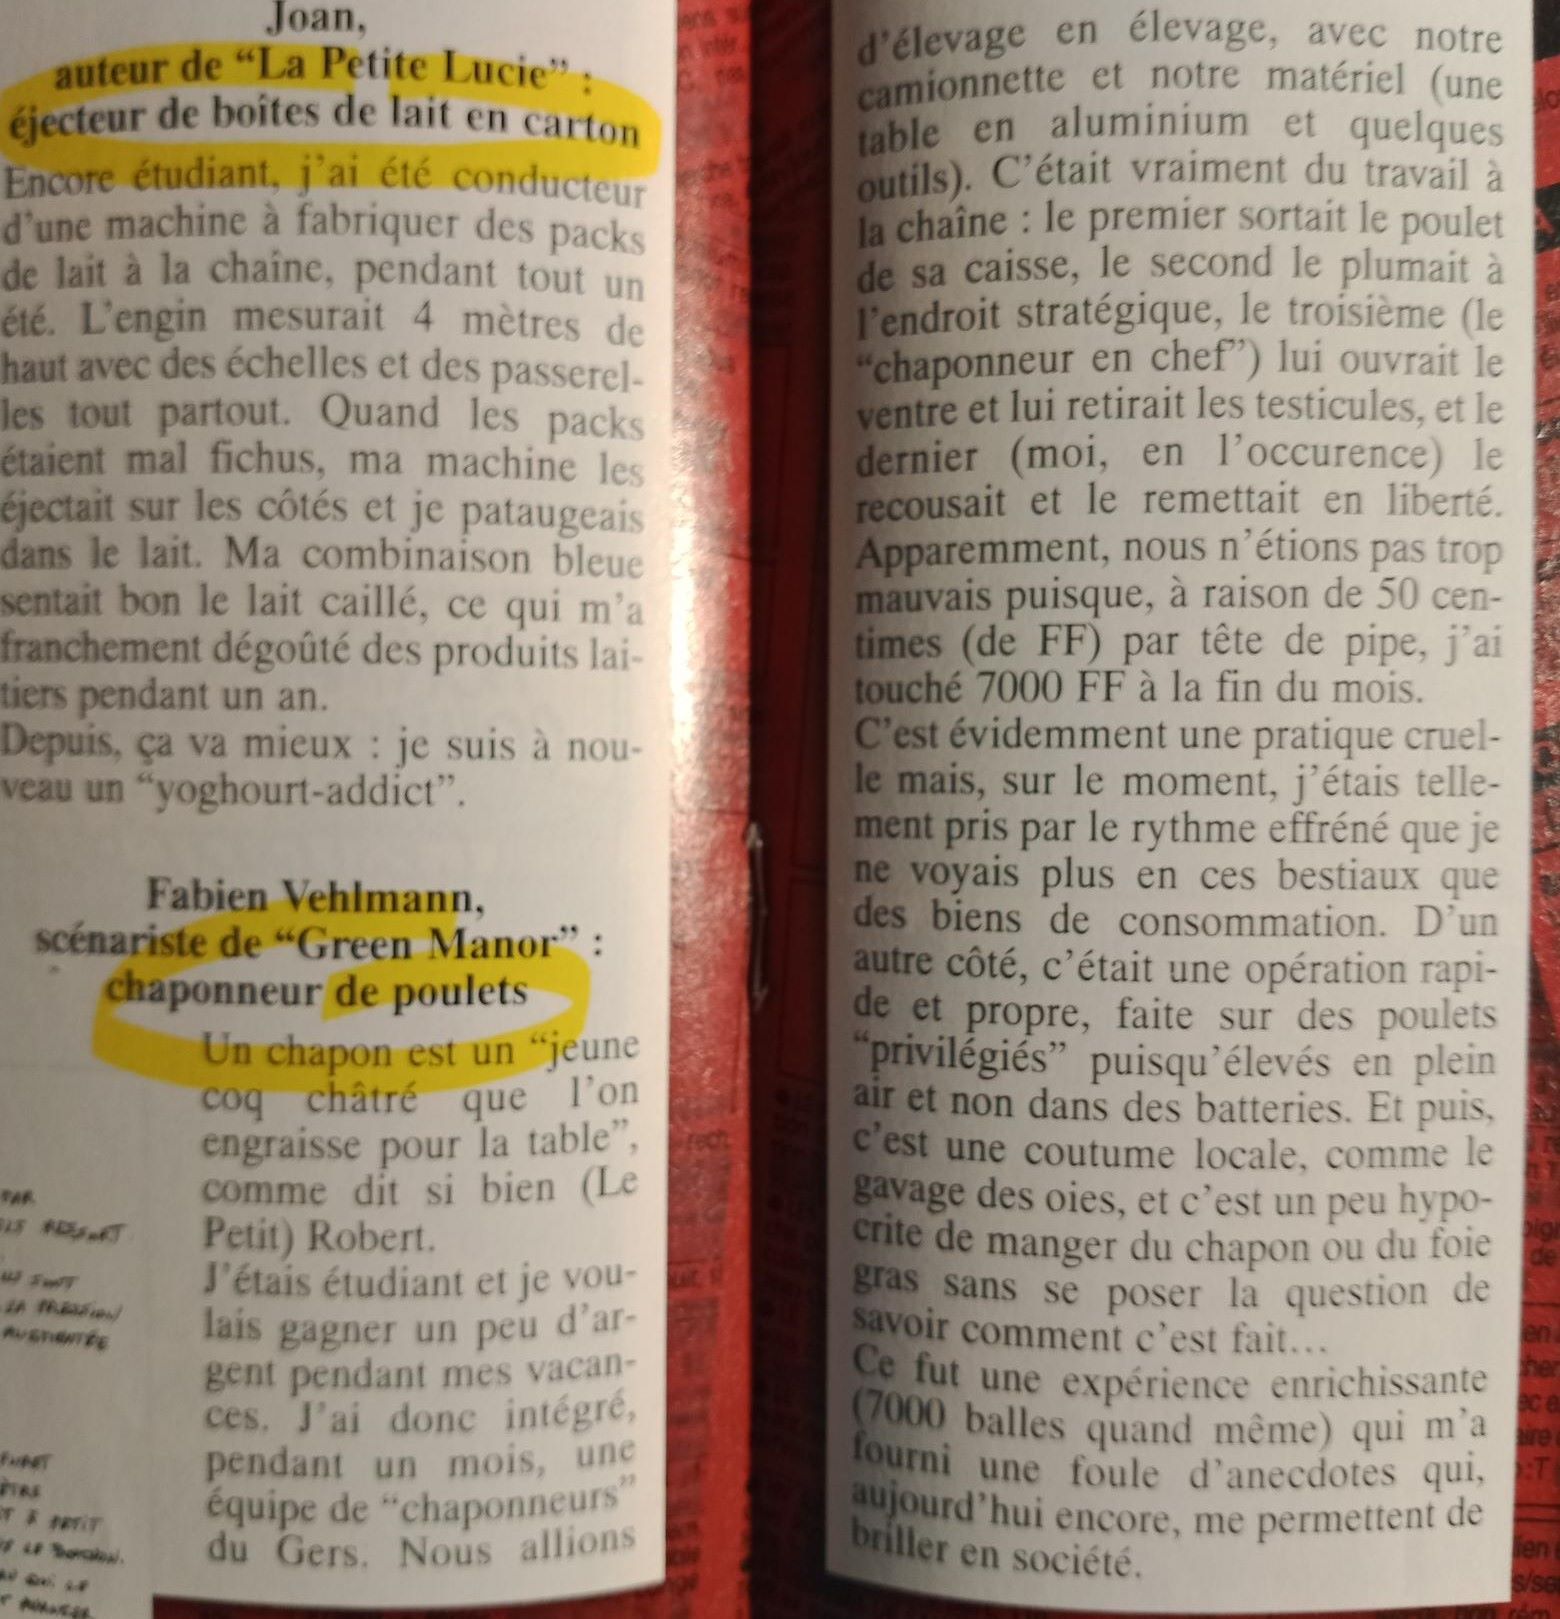 Joan,
auteur de “La Petite Lucie” :
éjecteur de boîtes de lait en carton
Encore étudiant, j’ai été conducteur
d’une machine à fabriquer des packs
de lait à la chaîne, pendant tout un
été. L’engin mesurait 4 mètres de
haut avec des échelles et des passerel-
les tout partout. Quand les packs
étaient mal fichus, ma machine les
éjectait sur les côtés et je pataugeais
dans le lait. Ma combinaison bleue
sentait bon le lait caillé, ce qui m’a
franchement dégoûté des produits lai-
tiers pendant un an.
Depuis, ça va mieux : je suis à nou-
veau un “yoghourt-addict”.
Fabien Vehlmann,
scénariste de “Green Manor” :
chaponneur de poulets
Un chapon est un “jeune
coq châtré que l’on
engraisse pour la table”,
comme dit si bien (Le
Petit) Robert.
J’étais étudiant et je vou-
lais gagner un peu d’ar-
gent pendant mes vacan-
ces. J’ai donc intégré,
pendant un mois, une
équipe de “chaponneurs”
du Gers. Nous allions
d’élevage en élevage, avec notre
camionnette et notre matériel (une
table en aluminium et quelques
outils). C’était vraiment du travail à
la chaîne : le premier sortait le poulet
de sa caisse, le second le plumait à
l’endroit stratégique, le troisième (le
“chaponneur en chef”) lui ouvrait le
ventre et lui retirait les testicules, et le
dernier (moi, en l’occurence) le
recousait et le remettait en liberté.
Apparemment, nous n’étions pas trop
mauvais puisque, à raison de 50 cen-
times (de FF) par tête de pipe, j’ai
touché 7000 FF à la fin du mois.
C’est évidemment une pratique cruel-
le mais, sur le moment, j’étais telle-
ment pris par le rythme effréné que je
ne voyais plus en ces bestiaux que
des biens de consommation. D’un
autre côté, c’était une opération rapi-
de et propre, faite sur des poulets
“privilégiés” puisqu’élevés en plein
air et non dans des batteries. Et puis,
c’est une coutume locale, comme le
gavage des oies, et c’est un peu hypo-
crite de manger du chapon ou du foie
gras sans se poser la question de
savoir comment c’est fait...
Ce fut une expérience enrichissante
(7000 balles quand même) qui m’a
fourni une foule d’anecdotes qui,
aujourd’hui encore, me permettent de
briller en société.